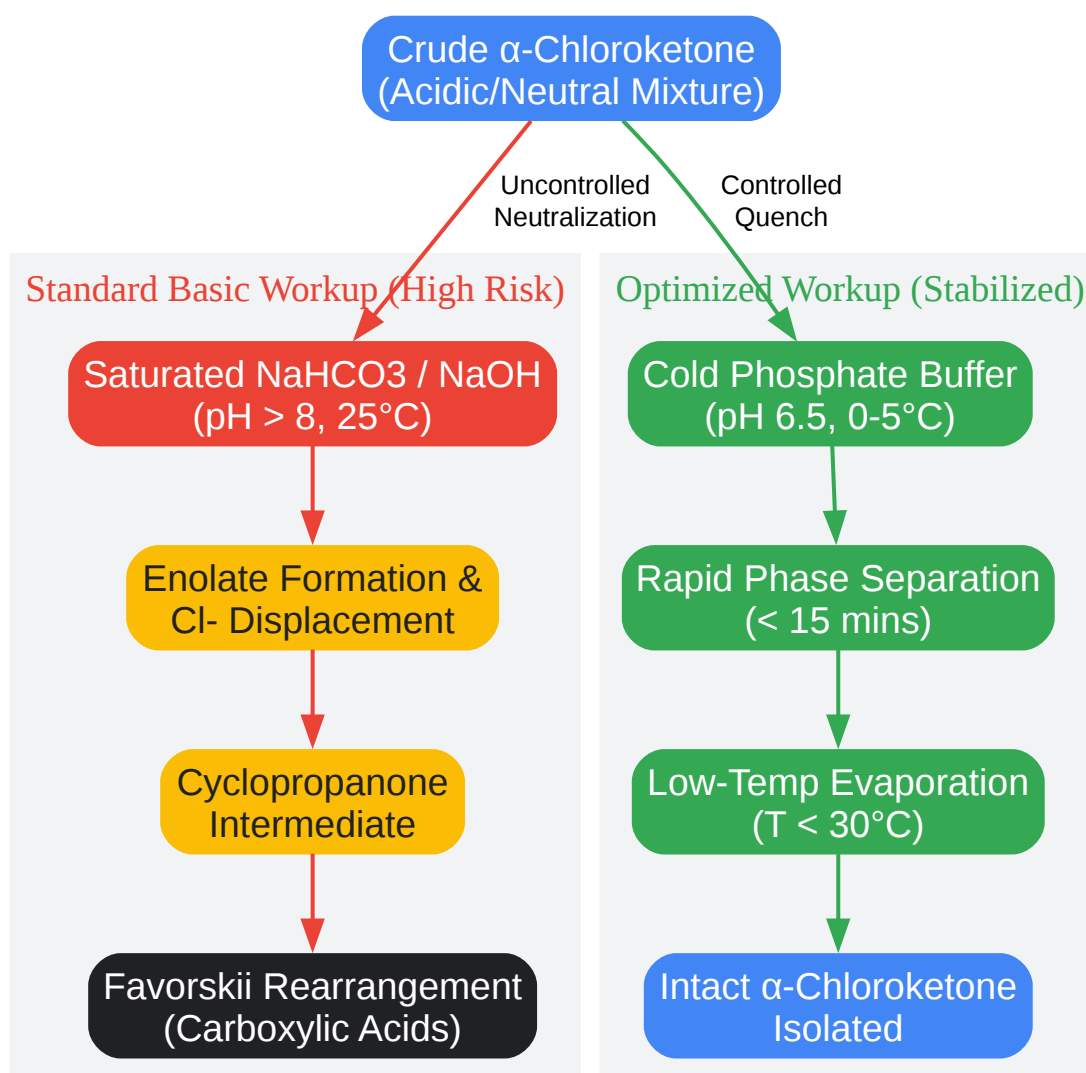 Crude α-Chloroketone
(Acidic/Neutral Mixture)
Uncontrolled
Neutralization
Controlled
Quench
Standard Basic Workup (High Risk)
Saturated NaHCO3 / NaOH
(pH > 8, 25°C)
Enolate Formation &
Cl- Displacement
Cyclopropanone
Intermediate
Favorskii Rearrangement
(Carboxylic Acids)
Optimized Workup (Stabilized)
Cold Phosphate Buffer
(pH 6.5, 0-5°C)
Rapid Phase Separation
(< 15 mins)
Low-Temp Evaporation
(T < 30°C)
Intact α-Chloroketone
Isolated